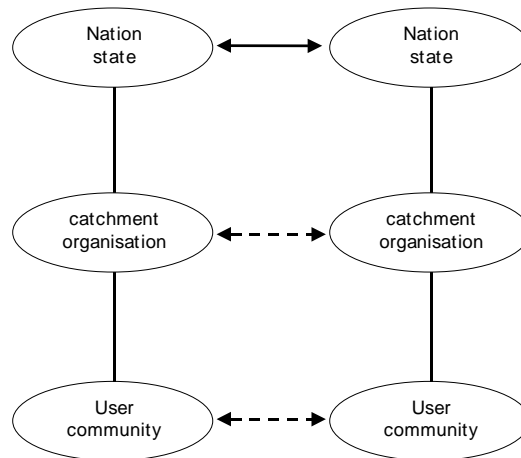 Nation
state
Nation
state
catchment
organisation
catchment
organisation
User
community
User
community